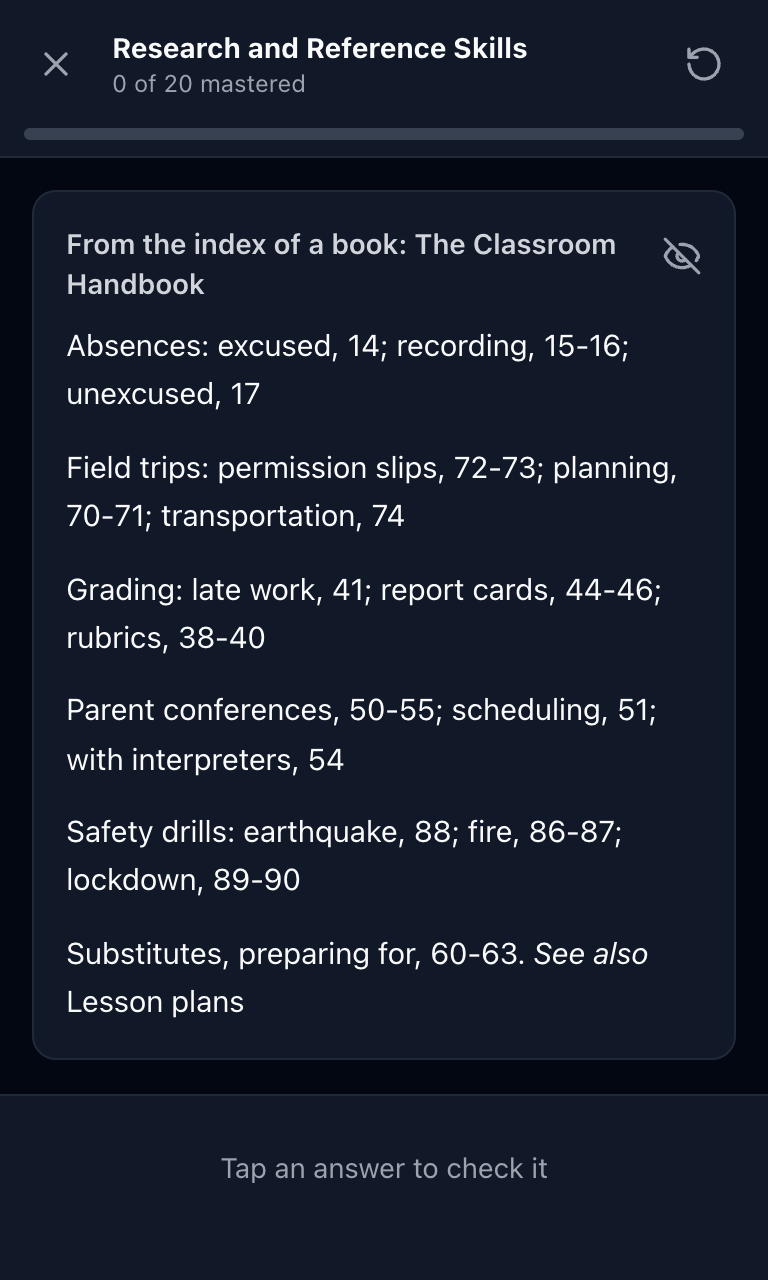 Research and Reference Skills
0 of 20 mastered
From the index of a book: The Classroom
Handbook
Absences: excused, 14; recording, 15-16;
unexcused, 17
Field trips: permission slips, 72-73; planning,
70-71; transportation, 74
Grading: late work, 41; report cards, 44-46;
rubrics, 38-40
Parent conferences, 50-55; scheduling, 51;
with interpreters, 54
Safety drills: earthquake, 88; fire, 86-87;
lockdown, 89-90
Substitutes, preparing for, 60-63. See also
Lesson plans
Tap an answer to check it